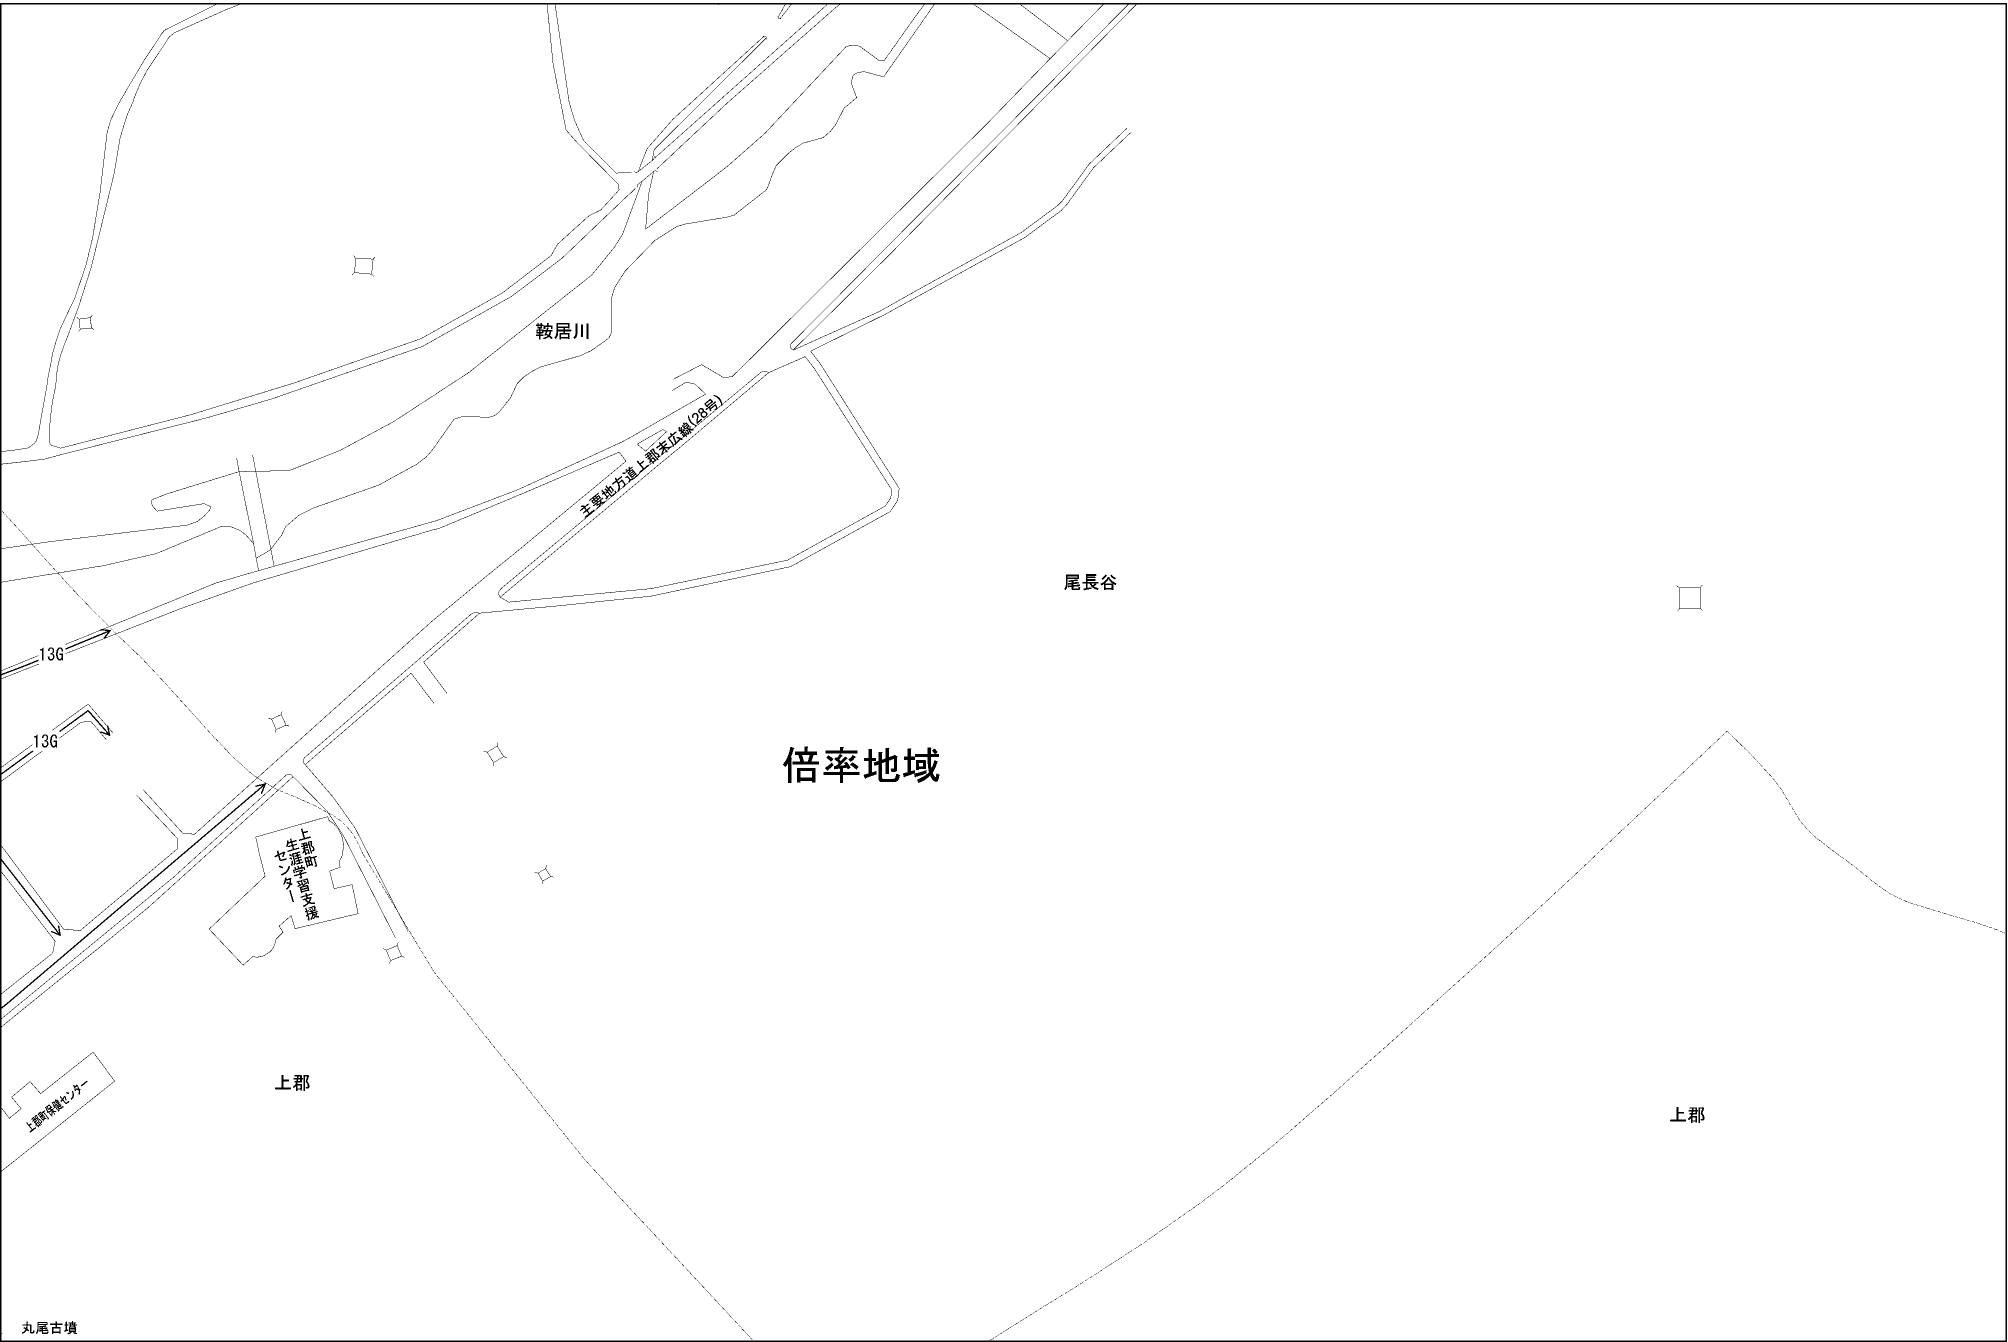 鞍居川
主要地方道上郡末広線(28号)
尾長谷
13G
13G
倍率地域
上郡町
生涯学習支援
センター
上郡
上郡町保健センター
上郡
丸尾古墳